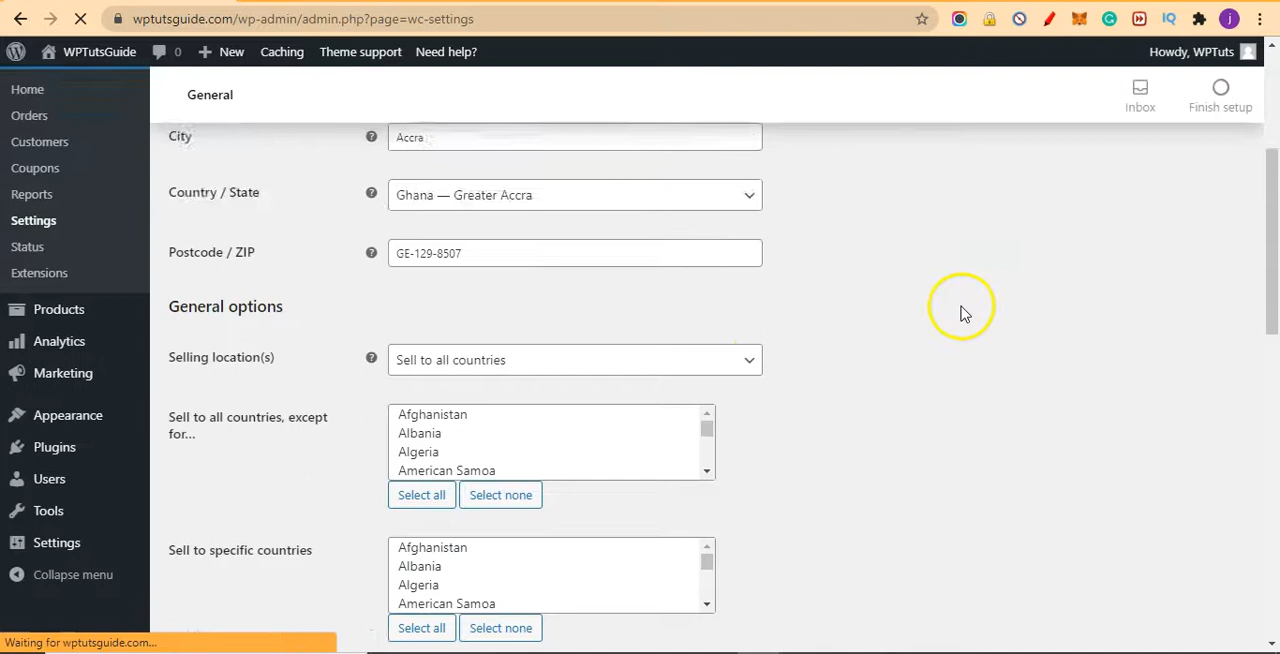 wptutsguide.com/wp-admin/admin.php?page=wc-settings
WPTutsGuide 0 New Caching Theme support Need help? Howdy, WPTuts
Home
Orders
Customers
Coupons
Reports
Settings
Status
Extensions
Products
Analytics
Marketing
Appearance
Plugins
Users
Tools
Settings
Collapse menu
General
Inbox
Finish setup
City
Accra
Country / State
Ghana — Greater Accra
Postcode / ZIP
GE-129-8507
General options
Selling location(s)
Sell to all countries
Sell to all countries, except
for...
Afghanistan
Albania
Algeria
American Samoa
Select all Select none
Sell to specific countries
Afghanistan
Albania
Algeria
American Samoa
Select all Select none
Waiting for wptutsguide.com...
j
IQ